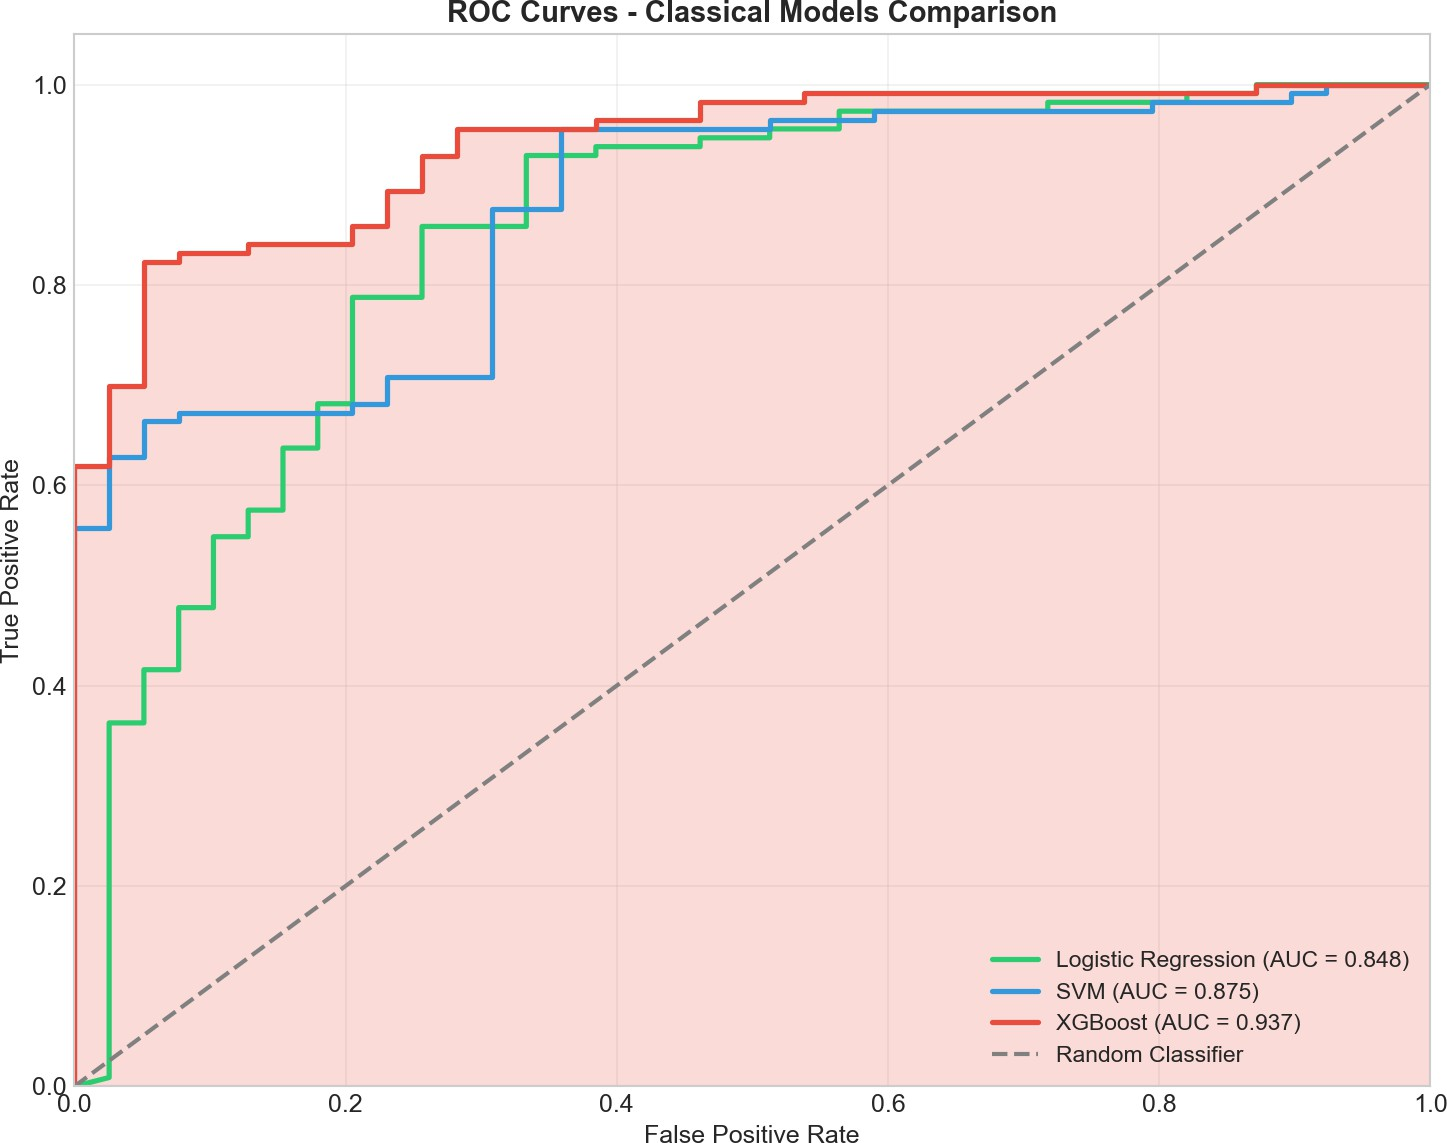 ROC Curves - Classical Models Comparison
True Positive Rate
1.0
0.8
0.6
0.4
0.2
0.0
0.0 0.2 0.4 0.6 0.8 1.0
False Positive Rate
Logistic Regression (AUC = 0.848)
SVM (AUC = 0.875)
XGBoost (AUC = 0.937)
Random Classifier